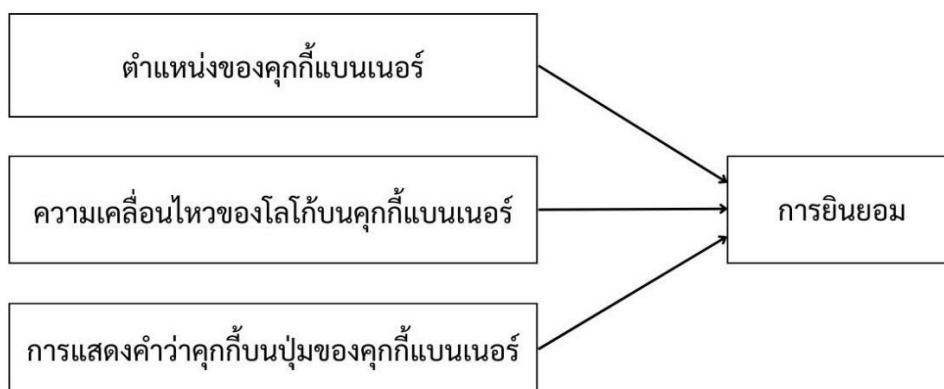 ตำแหน่งของคุกกี้แบนเนอร์
ความเคลื่อนไหวของโลโก้บนคุกกี้แบนเนอร์
การยินยอม
การแสดงคำว่าคุกกี้บนปุ่มของคุกกี้แบนเนอร์